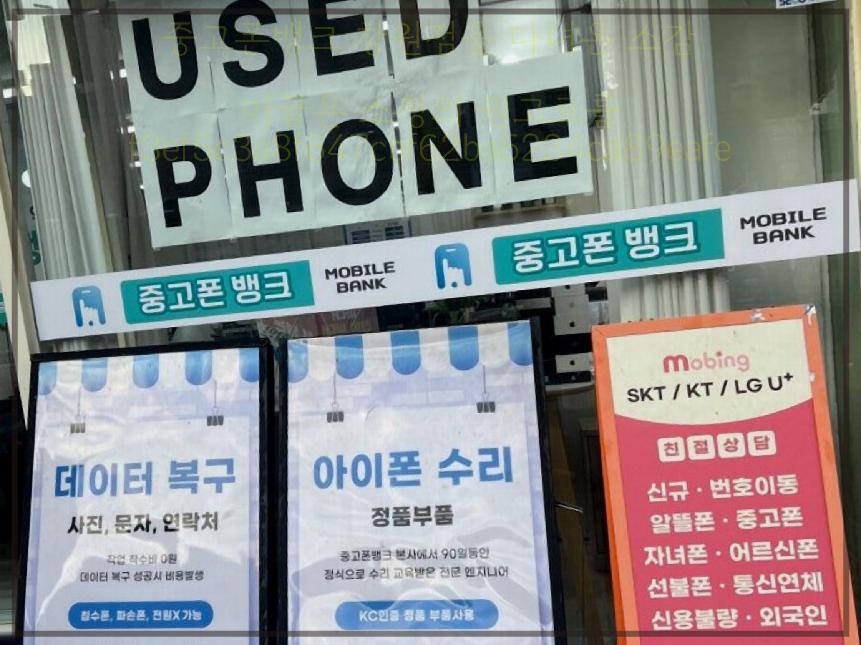 USED
PHONE
중고폰 뱅크 MOBILE BANK 중고폰 뱅크 MOBILE BANK
데이터 복구
사진, 문자, 연락처
작업 착수비 0원
데이터 복구 성공시 비용발생
침수폰, 파손폰, 전원X 가능
아이폰 수리
정품부품
중고폰뱅크 본사에서 90일동안
정식으로 수리 교육받은 전문 엔지니어
KC인증 정품 부품사용
mobing
SKT / KT / LG U+
친절상담
신규 · 번호이동
알뜰폰 · 중고폰
자녀폰 · 어르신폰
선불폰 · 통신연체
신용불량 · 외국인